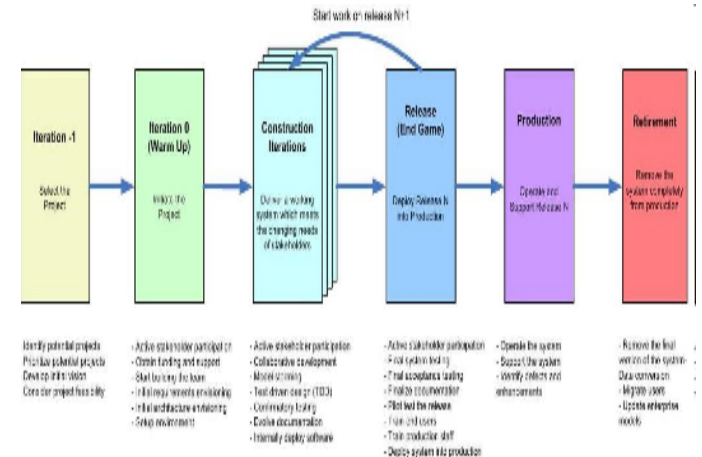 Start work on release N+1
Iteration -1
Select the
Project
Iteration 0
(Warm Up)
Initiate the
Project
Construction
Iterations
Deliver a working
system which meets
the changing needs
of stakeholders
Release
(End Game)
Deploy Release N
into Production
Production
Operate and
Support Release N
Retirement
Remove the
system completely
from production
Identify potential projects
Prioritize potential projects
Develop initial vision
Consider project feasibility
- Active stakeholder participation
- Obtain funding and support
- Start building the team
- Initial requirements envisioning
- Initial architecture envisioning
- Setup environment
- Active stakeholder participation
- Collaborative development
- Model storming
- Test driven design (TDD)
- Confirmatory testing
- Evolve documentation
- Internally deploy software
- Active stakeholder participation
- Final system testing
- Final acceptance testing
- Finalize documentation
- Pilot test the release
- Train end users
- Train production staff
- Deploy system into production
- Operate the system
- Support the system
- Identify defects and
enhancements
- Remove the final
version of the system
- Data conversion
- Migrate users
- Update enterprise
models